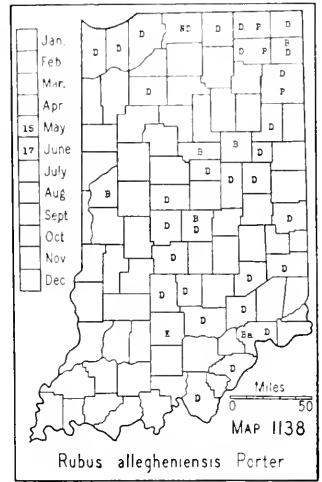 Jan.
Feb
Mar.
Apr
15 May
17 June
July
Aug
Sept
Oct
Nov
Dec
D D D ND D D P D
B
D
D D
P
D
B B D
D D D
B D
D B D
D
D
D D D
D
D
E Ba D
D
D
Miles
0 50
MAP 1138
Rubus allegheniensis Porter